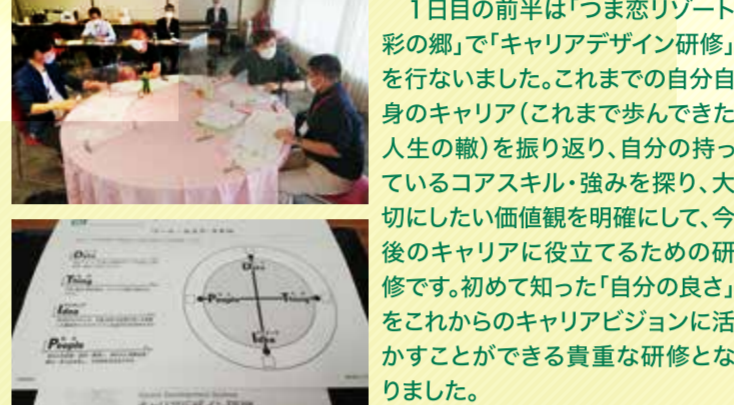 1日目の前半は「つま恋リゾート
彩の郷」で「キャリアデザイン研修」
を行ないました。これまでの自分自
身のキャリア（これまで歩んできた
人生の轍）を振り返り、自分の持っ
ているコアスキル・強みを探り、大
切にしたい価値観を明確にして、今
後のキャリアに役立てるための研
修です。初めて知った「自分の良さ」
をこれからのキャリアビジョンに活
かすことができる貴重な研修とな
りました。
Data
Thing
Idea
People
Data
People
Thing
Idea